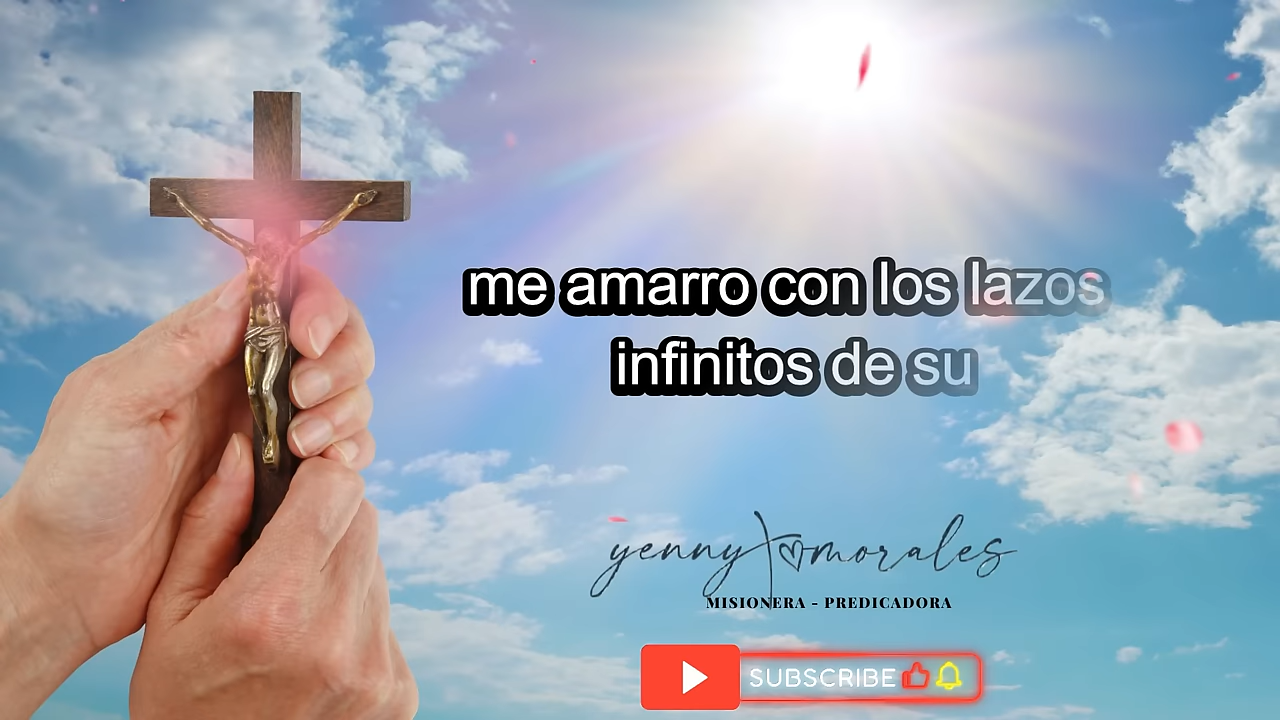 me amarro con los lazos
infinitos de su
yenny morales
MISIONERA - PREDICADORA
SUBSCRIBE